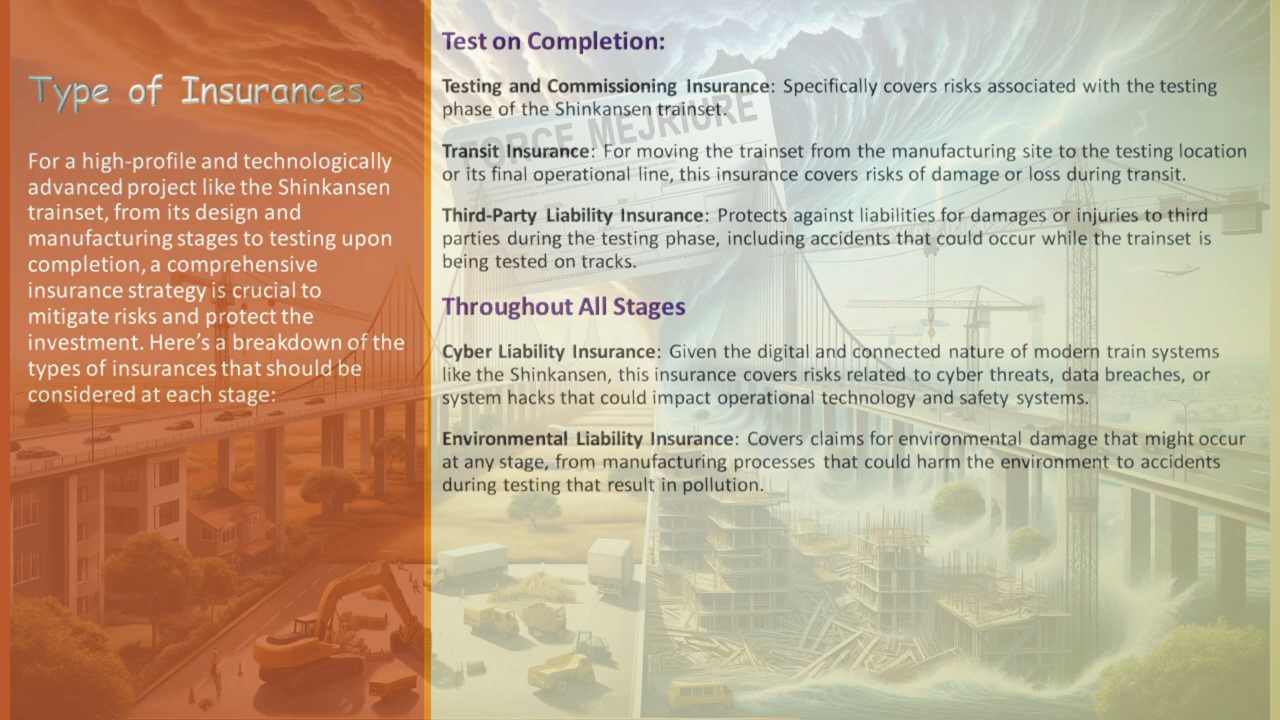 Type of Insurances
For a high-profile and technologically
advanced project like the Shinkansen
trainset, from its design and
manufacturing stages to testing upon
completion, a comprehensive
insurance strategy is crucial to
mitigate risks and protect the
investment. Here’s a breakdown of the
types of insurances that should be
considered at each stage:
Test on Completion:
Testing and Commissioning Insurance: Specifically covers risks associated with the testing
phase of the Shinkansen trainset.
FORCE MEJRIURE
Transit Insurance: For moving the trainset from the manufacturing site to the testing location
or its final operational line, this insurance covers risks of damage or loss during transit.
Third-Party Liability Insurance: Protects against liabilities for damages or injuries to third
parties during the testing phase, including accidents that could occur while the trainset is
being tested on tracks.
Throughout All Stages
Cyber Liability Insurance: Given the digital and connected nature of modern train systems
like the Shinkansen, this insurance covers risks related to cyber threats, data breaches, or
system hacks that could impact operational technology and safety systems.
Environmental Liability Insurance: Covers claims for environmental damage that might occur
at any stage, from manufacturing processes that could harm the environment to accidents
during testing that result in pollution.